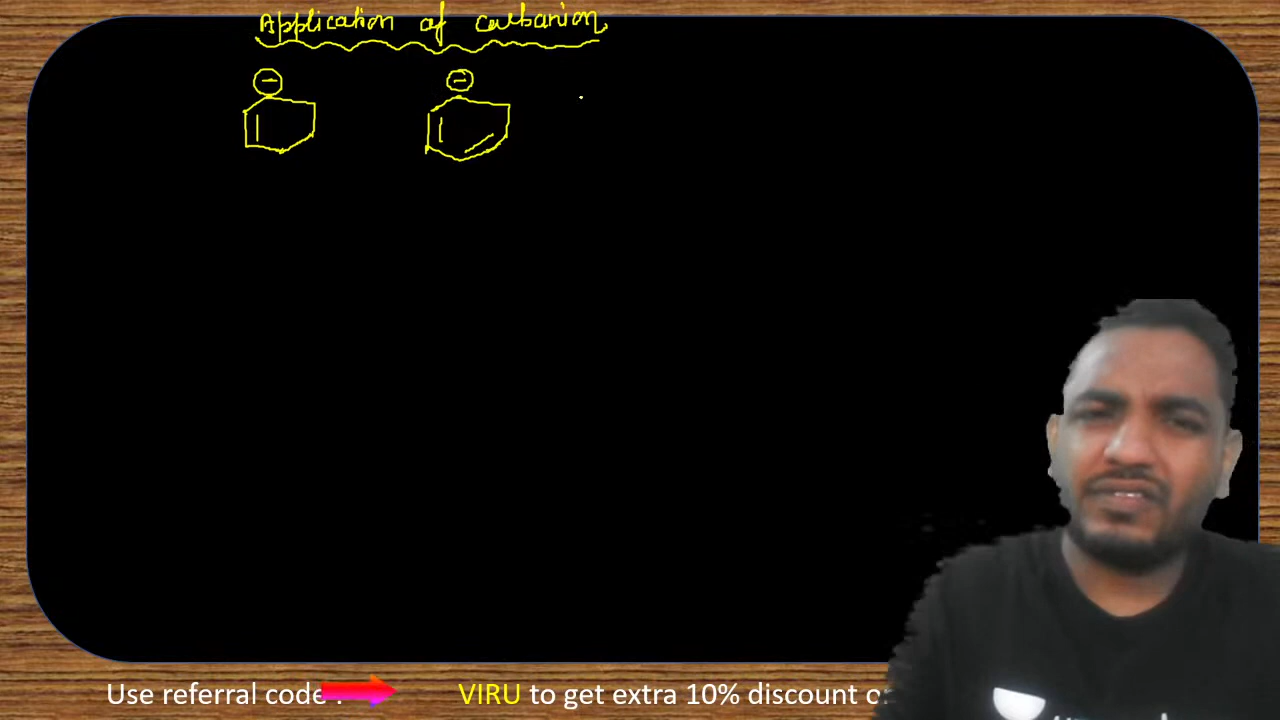 Application of carbanion
⊖ ⊖
Use referral code :
VIRU to get extra 10% discount